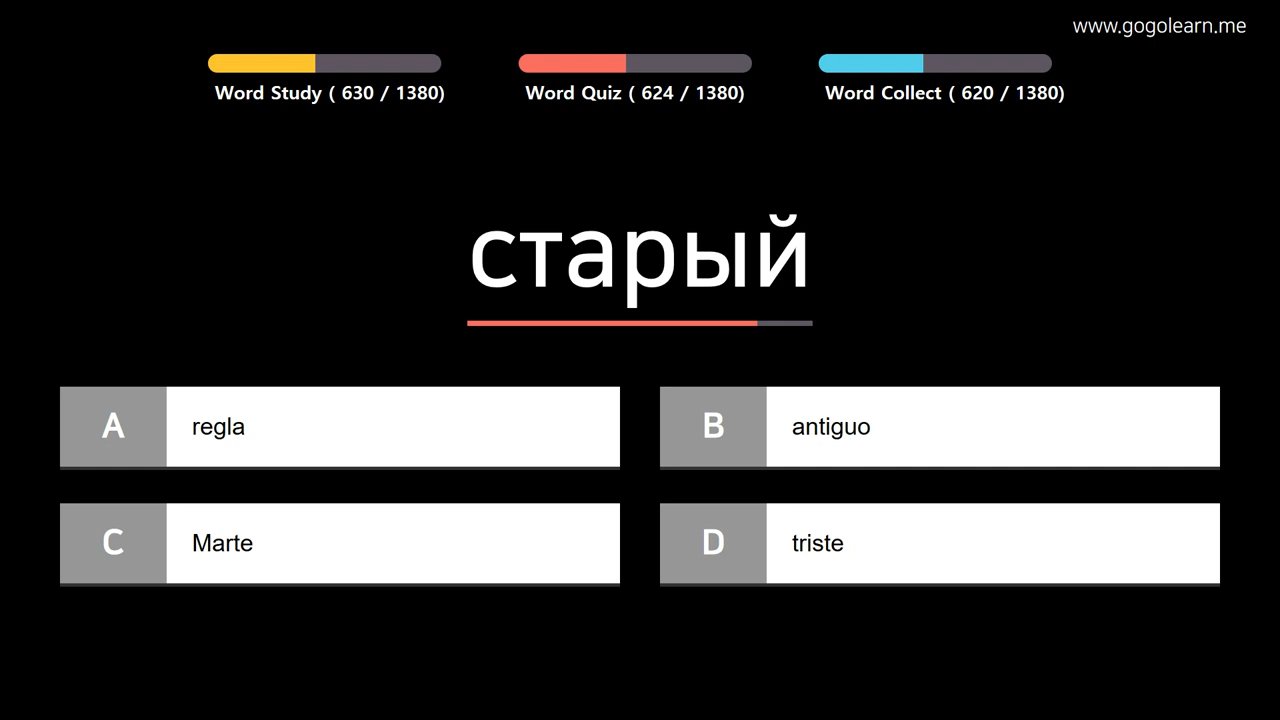 www.gogolearn.me
Word Study ( 630 / 1380)
Word Quiz ( 624 / 1380)
Word Collect ( 620 / 1380)
старый
A regla
B antiguo
C Marte
D triste